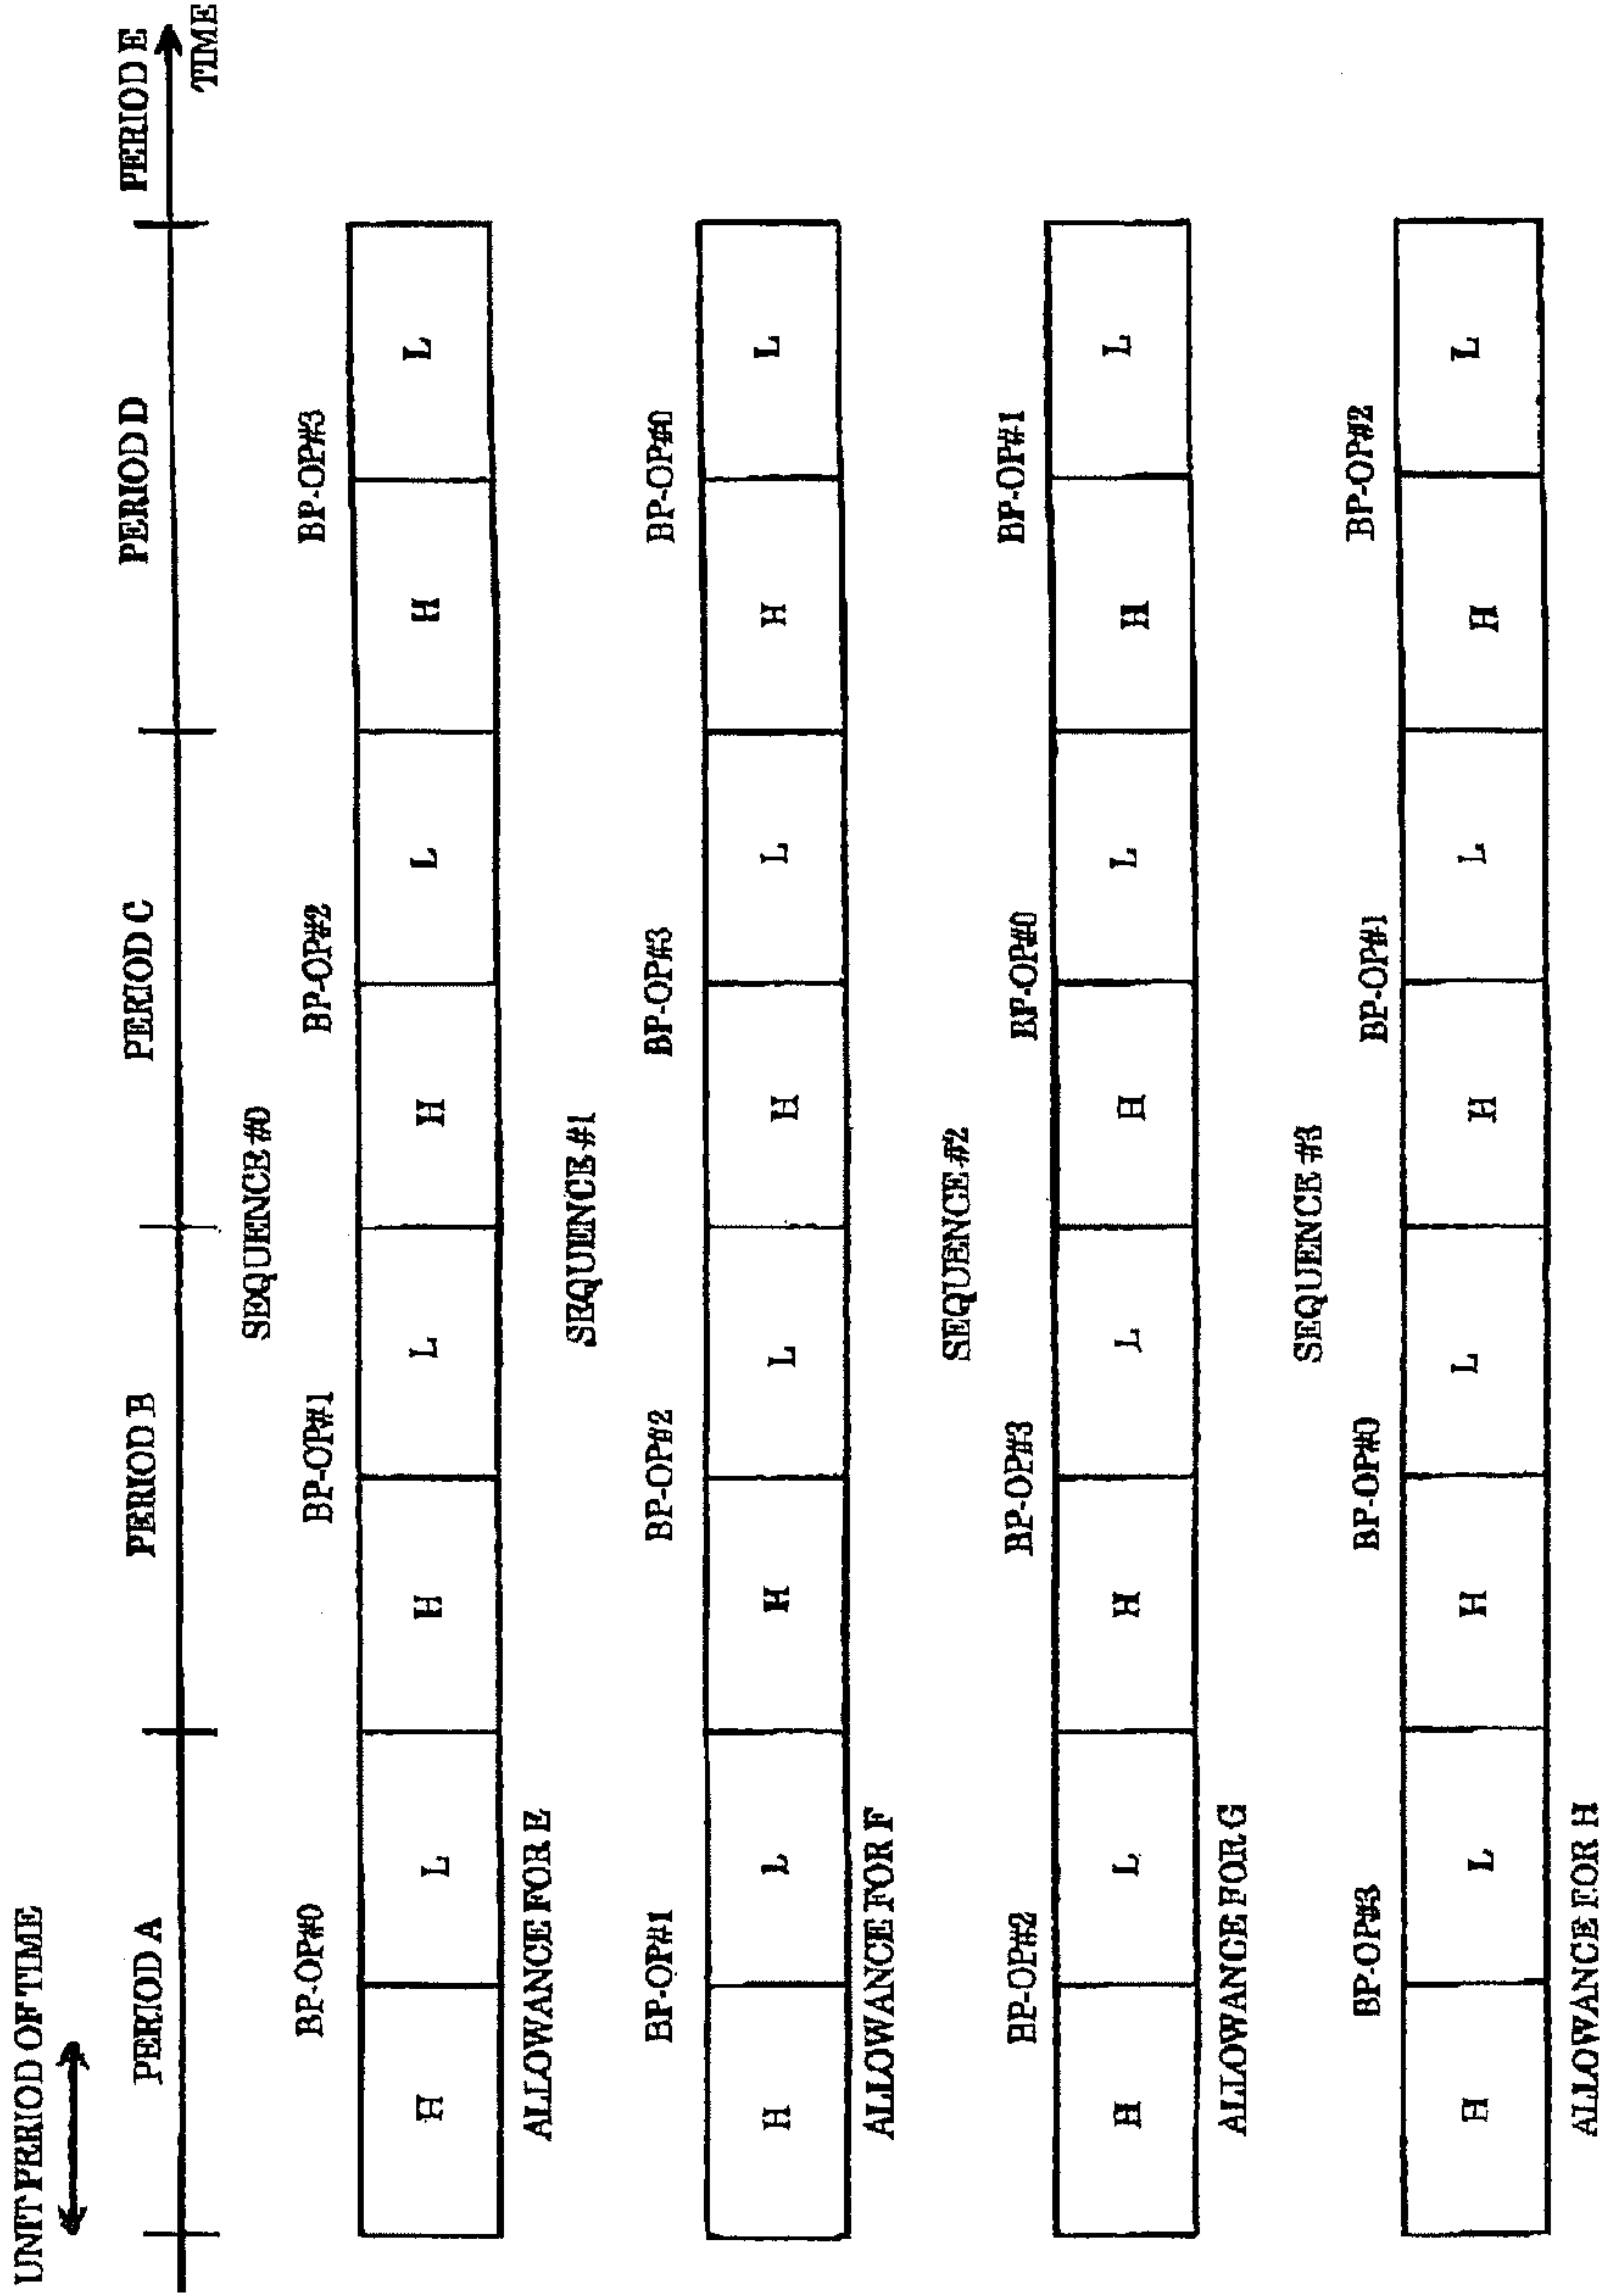 UNIT PERIOD OF TIME
PERIOD A PERIOD B PERIOD C PERIOD D PERIOD E
TIME
SEQUENCE #0
BP-OP#0 BP-OP#1 BP-OP#2 BP-OP#3
H L H L H L H L
ALLOWANCE FOR E
SEQUENCE #1
BP-OP#1 BP-OP#2 BP-OP#3 BP-OP#0
H L H L H L H L
ALLOWANCE FOR F
SEQUENCE #2
BP-OP#2 BP-OP#3 BP-OP#0 BP-OP#1
H L H L H L H L
ALLOWANCE FOR G
SEQUENCE #3
BP-OP#3 BP-OP#0 BP-OP#1 BP-OP#2
H L H L H L H L
ALLOWANCE FOR H